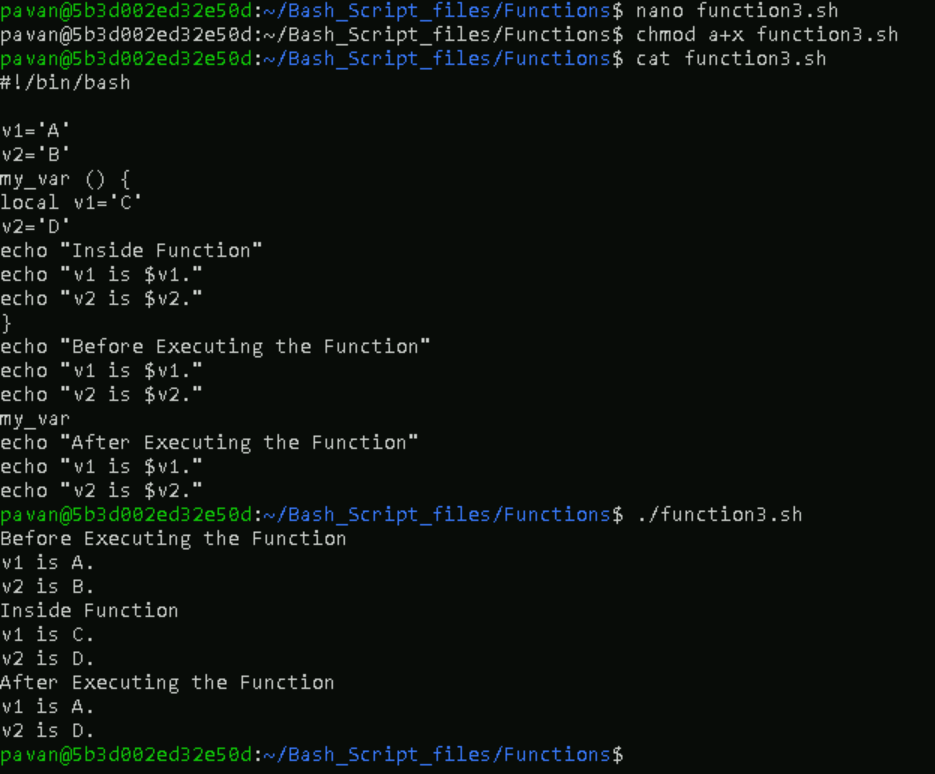 pavan@5b3d002ed32e50d:~/Bash_Script_files/Functions$ nano function3.sh
pavan@5b3d002ed32e50d:~/Bash_Script_files/Functions$ chmod a+x function3.sh
pavan@5b3d002ed32e50d:~/Bash_Script_files/Functions$ cat function3.sh
#!/bin/bash
v1='A'
v2='B'
my_var () {
local v1='C'
v2='D'
echo "Inside Function"
echo "v1 is $v1."
echo "v2 is $v2."
}
echo "Before Executing the Function"
echo "v1 is $v1."
echo "v2 is $v2."
my_var
echo "After Executing the Function"
echo "v1 is $v1."
echo "v2 is $v2."
pavan@5b3d002ed32e50d:~/Bash_Script_files/Functions$ ./function3.sh
Before Executing the Function
v1 is A.
v2 is B.
Inside Function
v1 is C.
v2 is D.
After Executing the Function
v1 is A.
v2 is D.
pavan@5b3d002ed32e50d:~/Bash_Script_files/Functions$